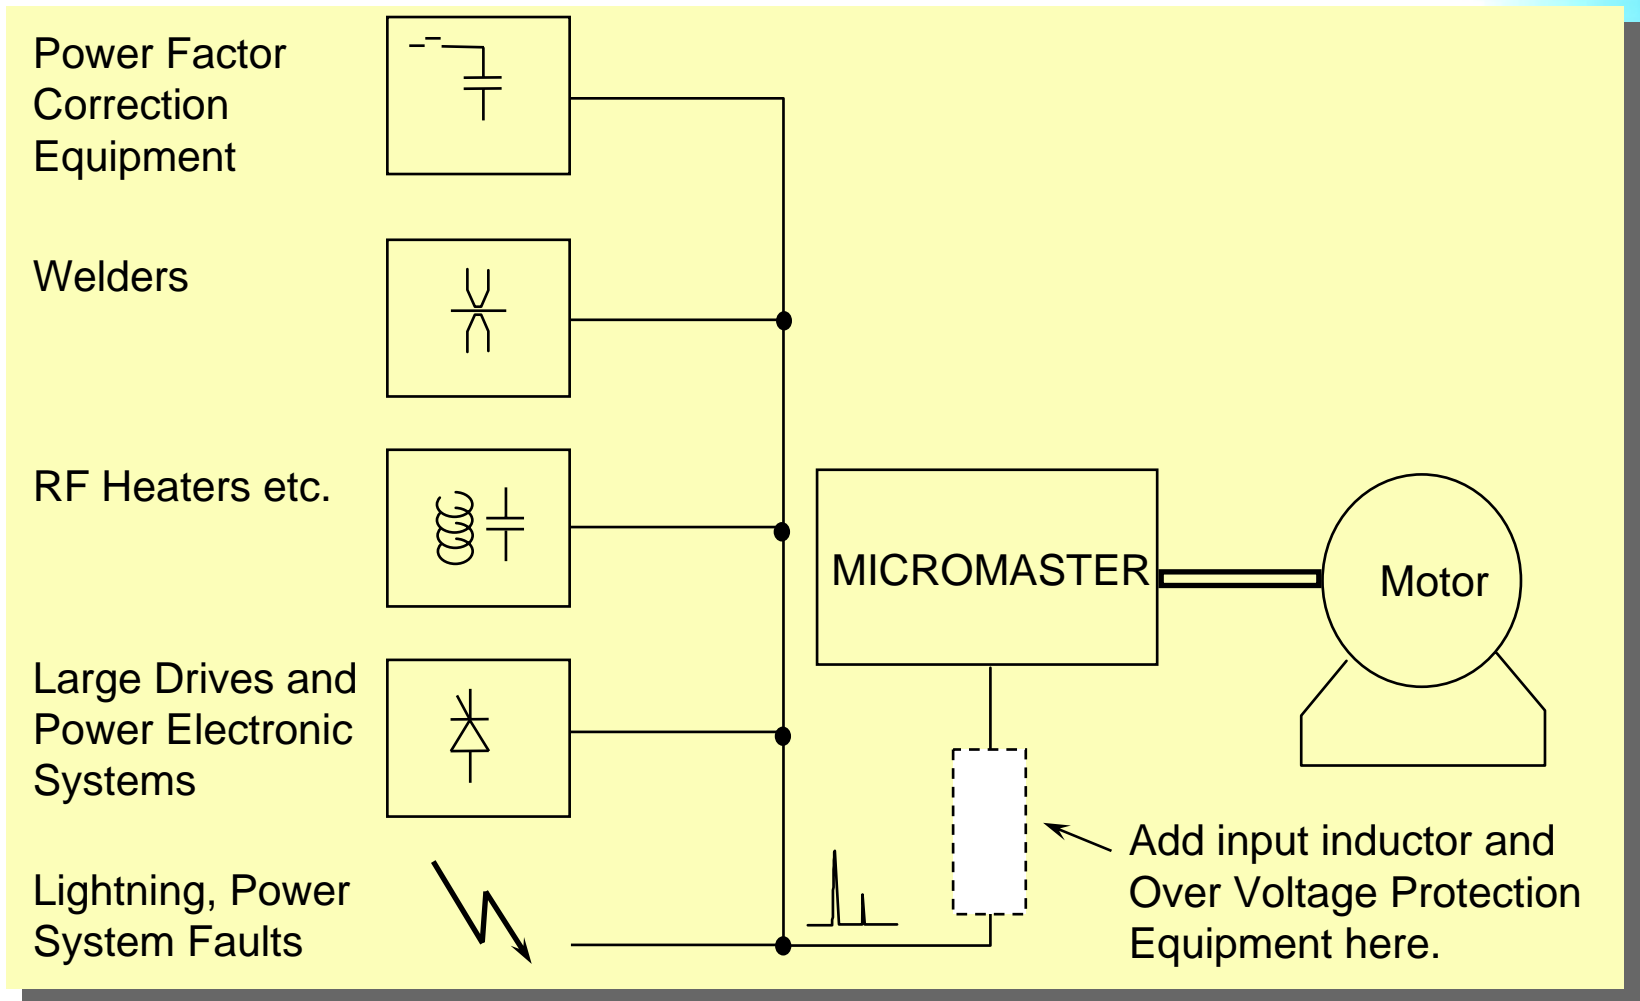 Power Factor
Correction
Equipment
Welders
RF Heaters etc.
MICROMASTER
Motor
Large Drives and
Power Electronic
Systems
Add input inductor and
Over Voltage Protection
Equipment here.
Lightning, Power
System Faults